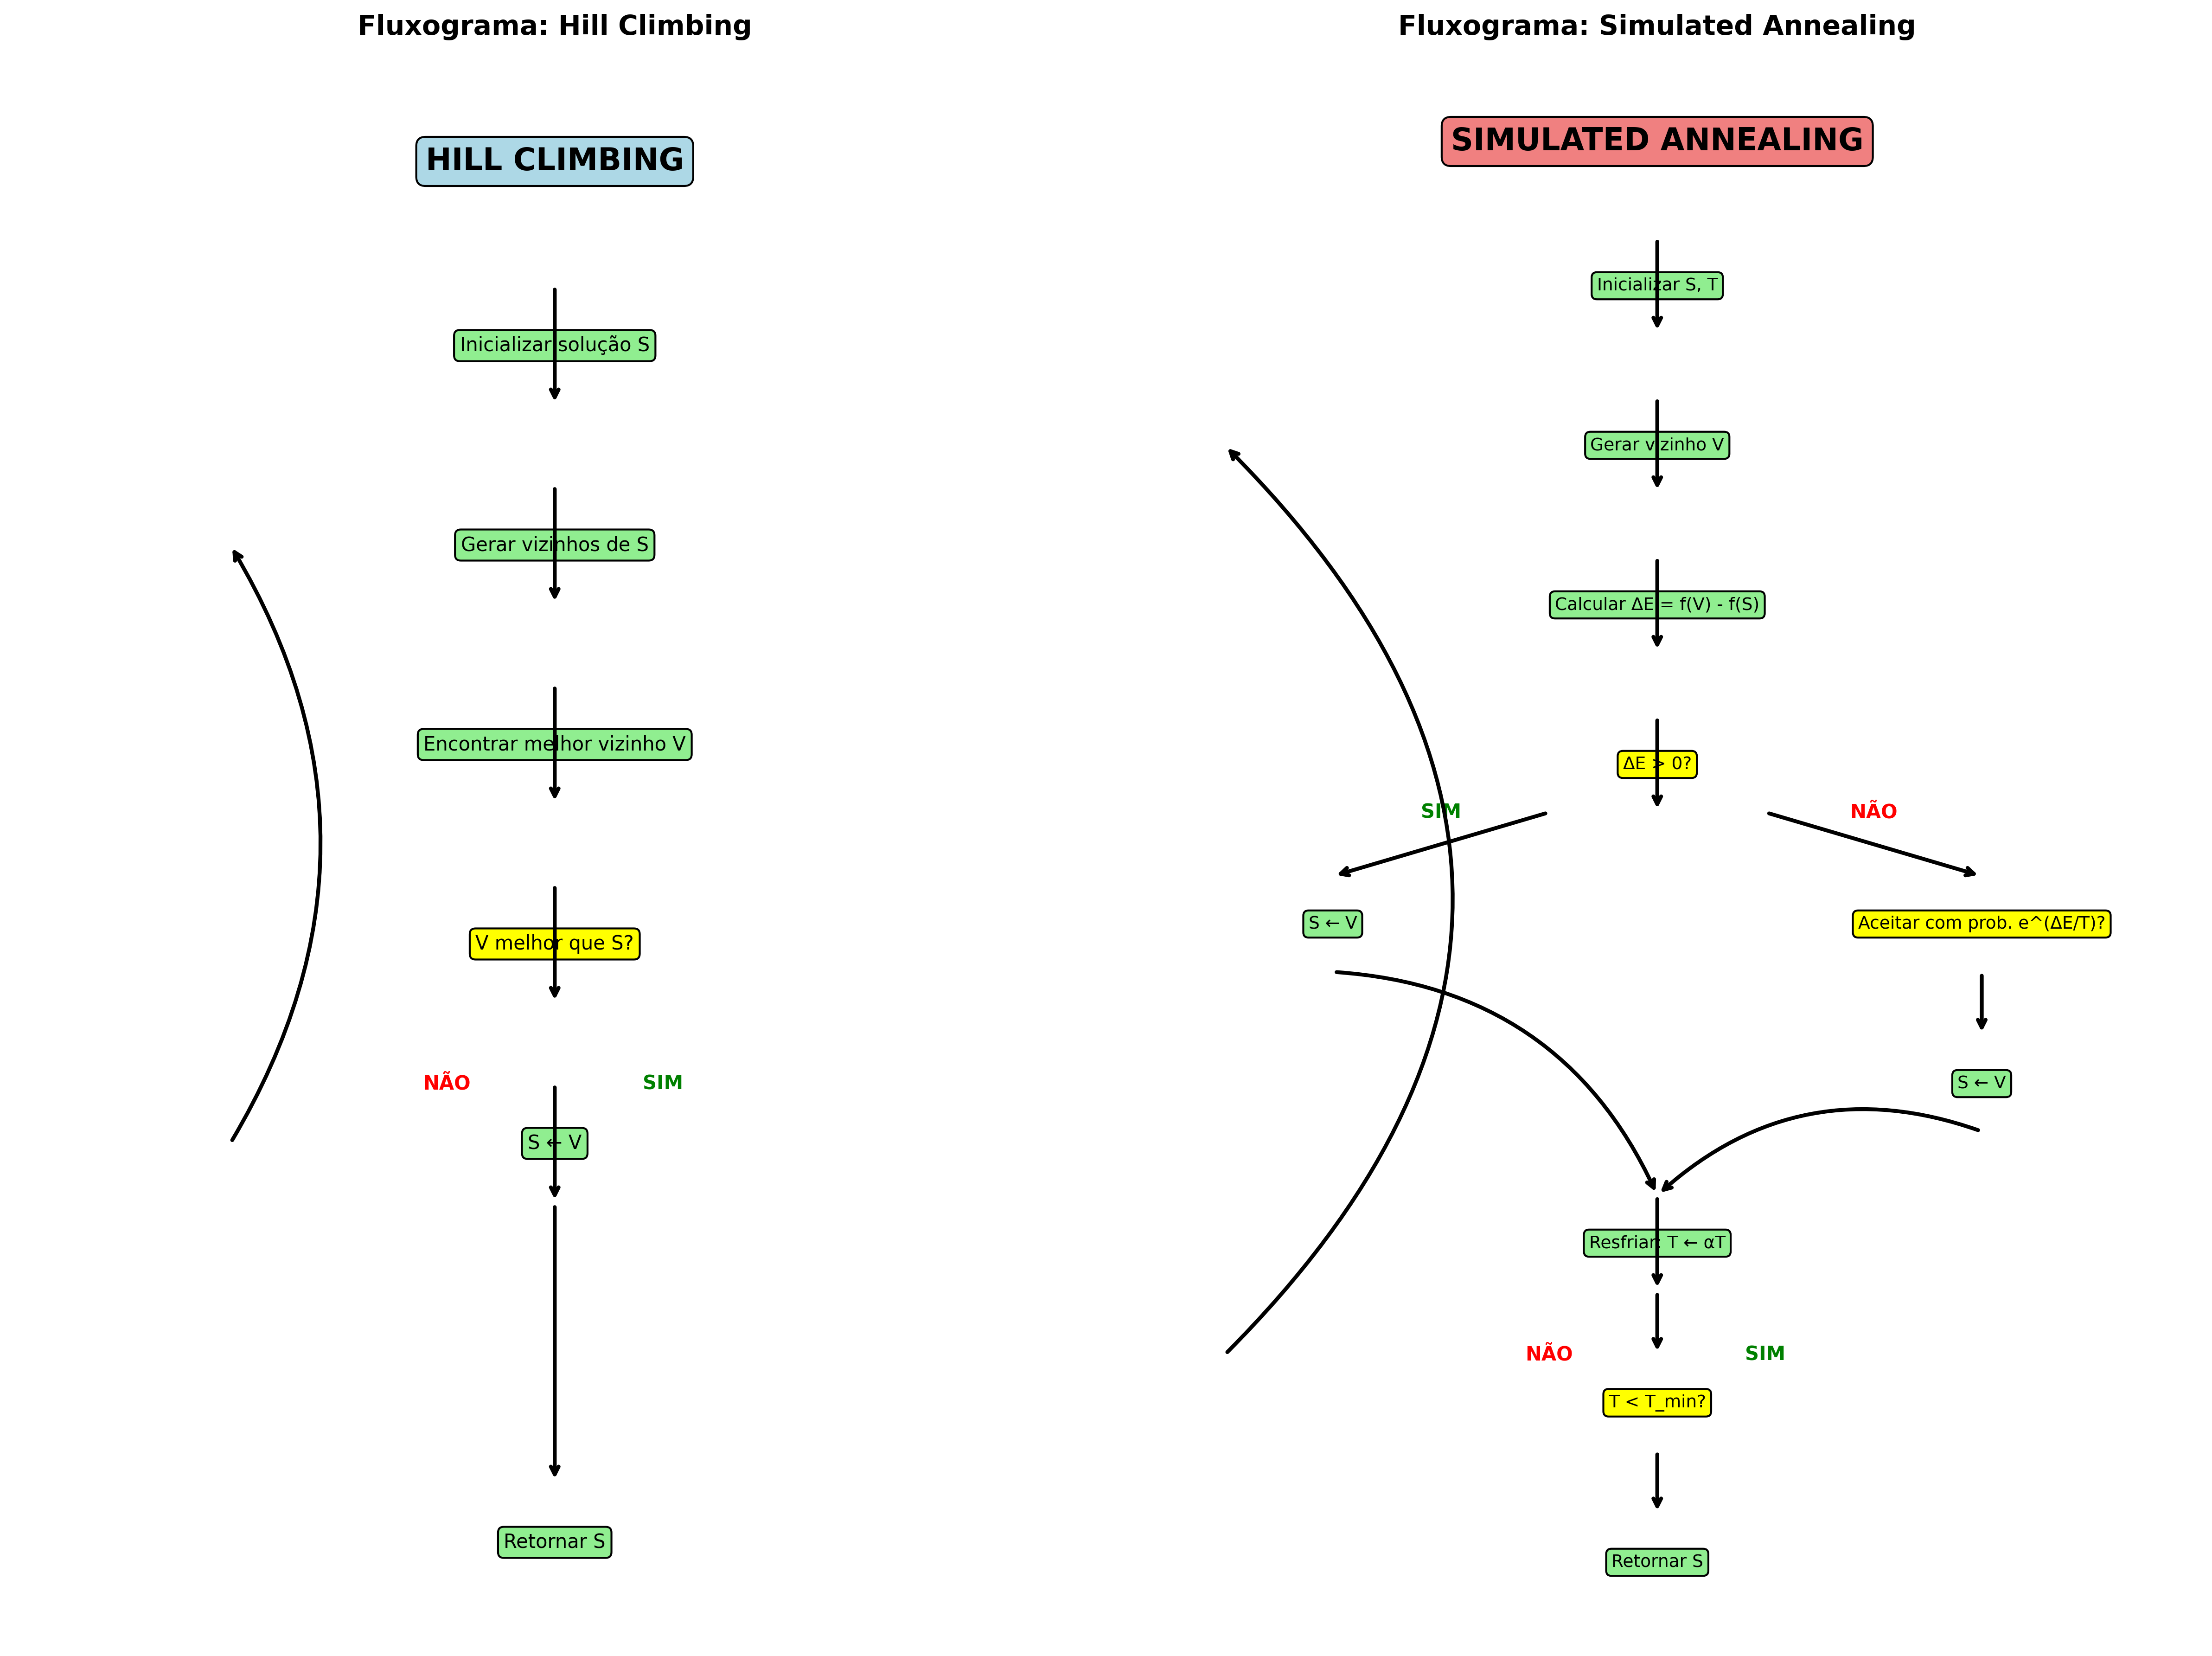 Fluxograma: Hill Climbing
HILL CLIMBING
Inicializar solução S
Gerar vizinhos de S
Encontrar melhor vizinho V
V melhor que S?
NÃO
SIM
S ← V
Retornar S
Fluxograma: Simulated Annealing
SIMULATED ANNEALING
Inicializar S, T
Gerar vizinho V
Calcular ΔE = f(V) - f(S)
ΔE > 0?
SIM
NÃO
S ← V
Aceitar com prob. e^(ΔE/T)?
S ← V
Resfriar: T ← αT
NÃO
SIM
T < T_min?
Retornar S